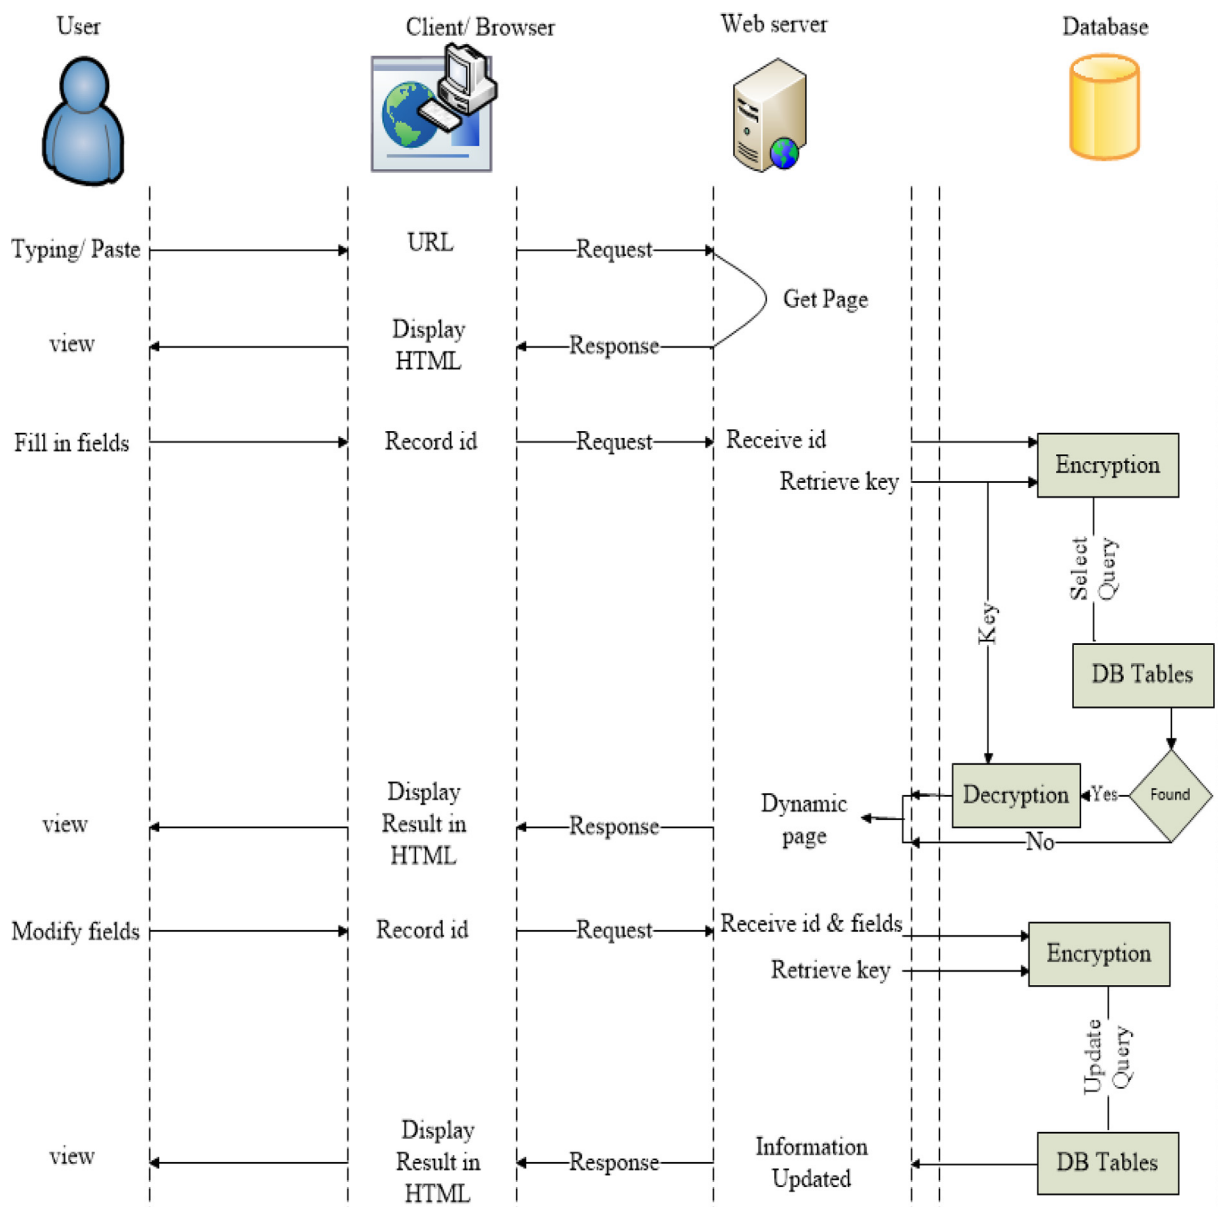 User
Client/ Browser
Web server
Database
Typing/ Paste
URL
Request
Get Page
view
Display
HTML
Response
Fill in fields
Record id
Request
Receive id
Retrieve key
Encryption
Select
Query
Key
DB Tables
Found
Yes
No
Decryption
Dynamic
page
view
Display
Result in
HTML
Response
Modify fields
Record id
Request
Receive id & fields
Retrieve key
Encryption
Update
Query
DB Tables
Information
Updated
view
Display
Result in
HTML
Response